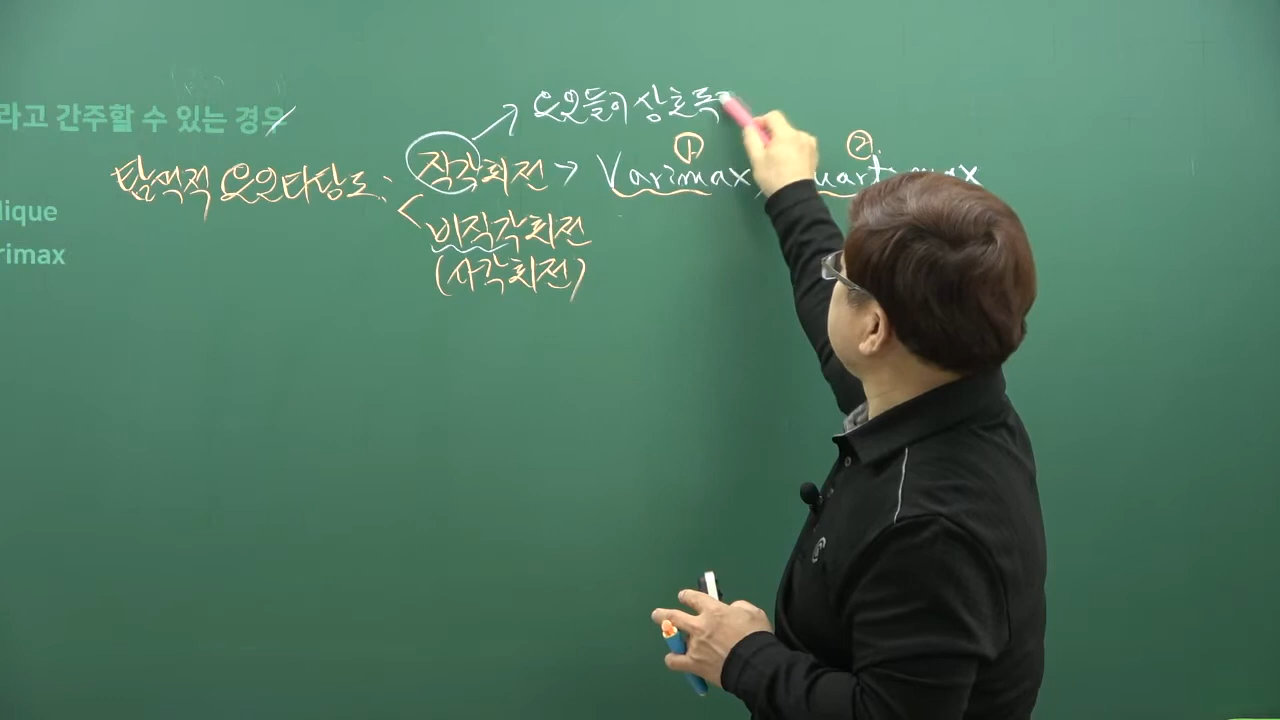 라고 간주할 수 있는 경우
lique
rimax
요인들이 상호독
① ②
탐색적 요인타당도: 직각회전 → Varimax, uartimax
비직각회전
(사각회전)